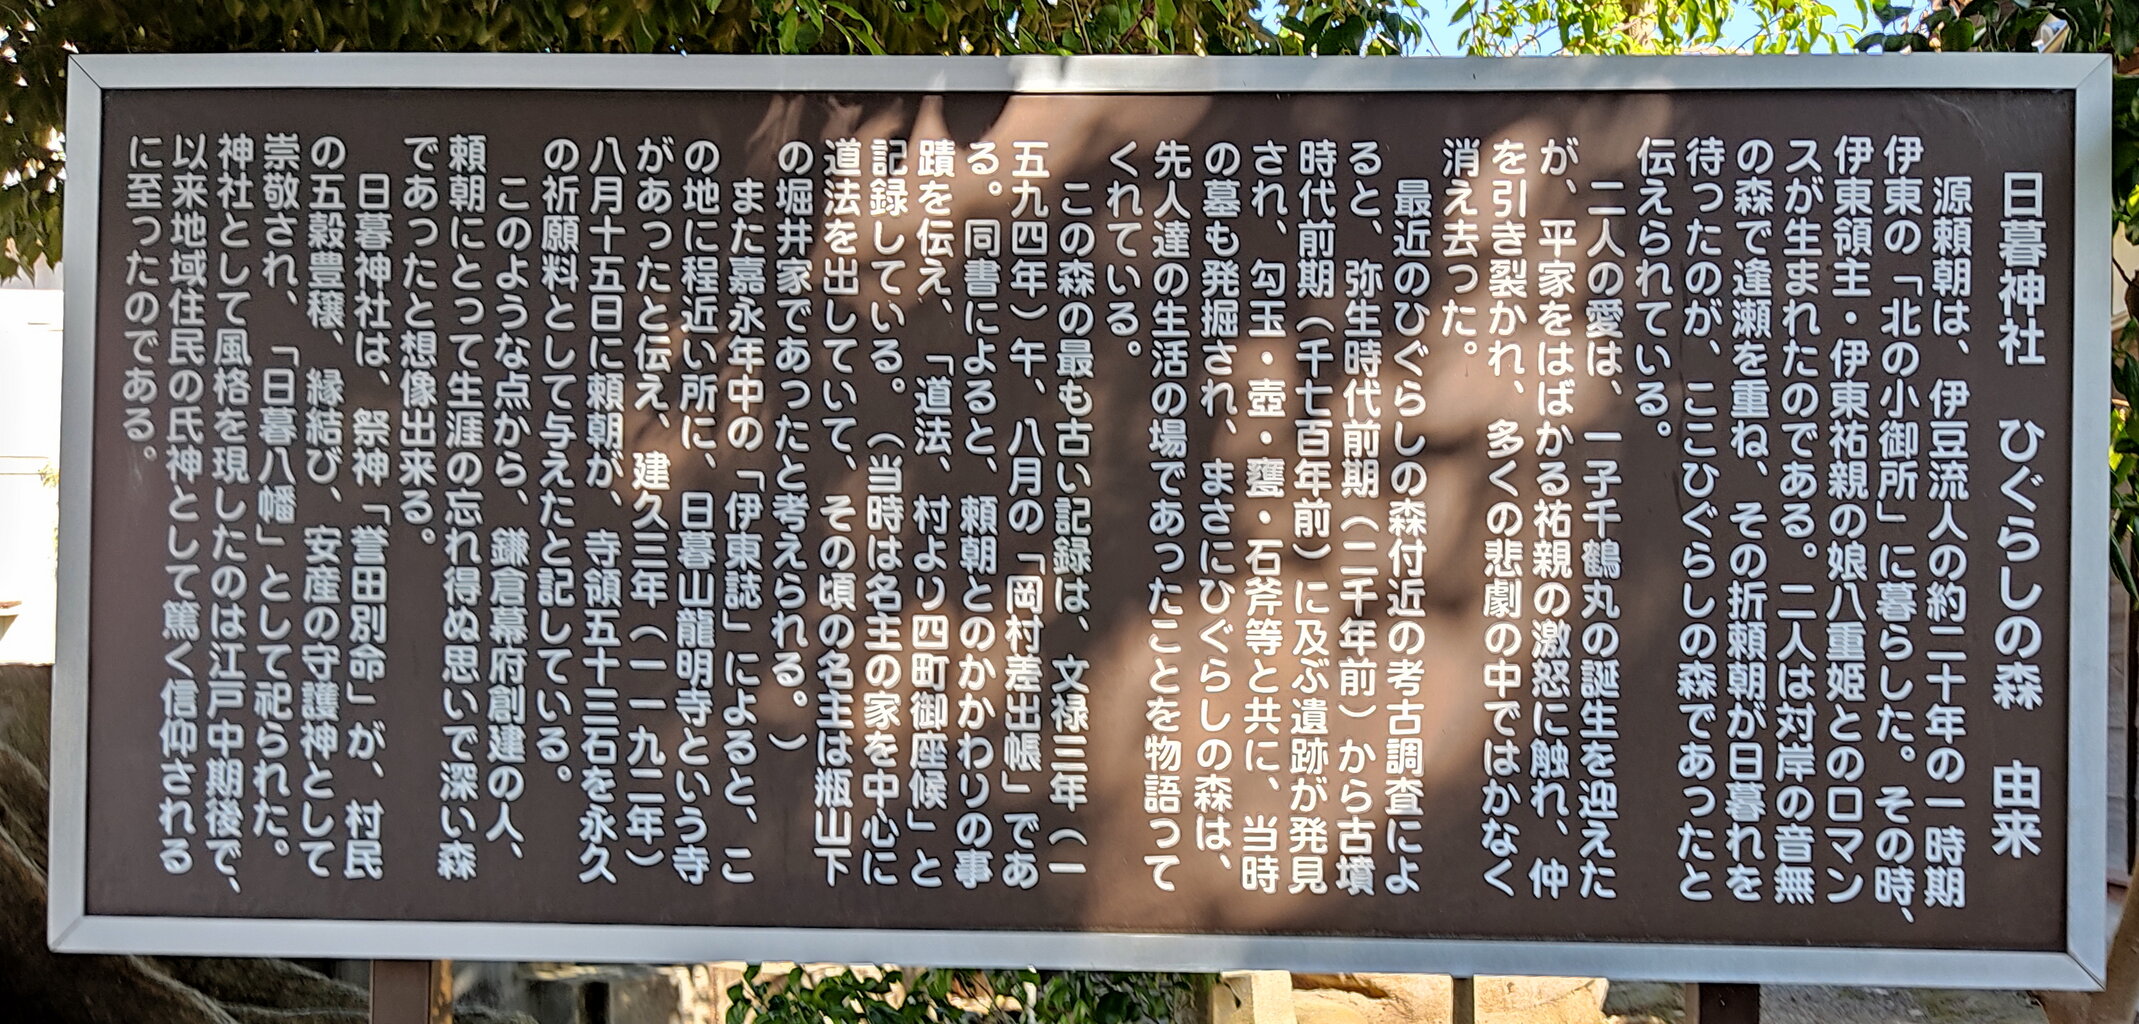 日暮神社　ひぐらしの森　由来
源頼朝は、伊豆流人の約二十年の一時期
伊東の「北の小御所」に暮らした。その時、
伊東領主・伊東祐親の娘八重姫とのロマン
スが生まれたのである。二人は対岸の音無
の森で逢瀬を重ね、その折頼朝が日暮れを
待ったのが、ここひぐらしの森であったと
伝えられている。
二人の愛は、一子千鶴丸の誕生を迎えた
が、平家をはばかる祐親の激怒に触れ、仲
を引き裂かれ、多くの悲劇の中ではかなく
消え去った。
最近のひぐらしの森付近の考古調査によ
ると、弥生時代前期（二千年前）から古墳
時代前期（千七百年前）に及ぶ遺跡が発見
され、勾玉・壺・甕・石斧等と共に、当時
の墓も発掘され、まさにひぐらしの森は、
先人達の生活の場であったことを物語って
くれている。
この森の最も古い記録は、文禄三年（一
五九四年）午、八月の「岡村差出帳」であ
る。同書によると、頼朝とのかかわりの事
蹟を伝え、「道法、村より四町御座候」と
記録している。（当時は名主の家を中心に
道法を出していて、その頃の名主は瓶山下
の堀井家であったと考えられる。）
また嘉永年中の「伊東誌」によると、こ
の地に程近い所に、日暮山龍明寺という寺
があったと伝え、建久三年（一一九二年）
八月十五日に頼朝が、寺領五十三石を永久
の祈願料として与えたと記している。
このような点から、鎌倉幕府創建の人、
頼朝にとって生涯の忘れ得ぬ思いで深い森
であったと想像出来る。
日暮神社は、祭神「誉田別命」が、村民
の五穀豊穣、縁結び、安産の守護神として
崇敬され、「日暮八幡」として祀られた。
神社として風格を現したのは江戸中期後で、
以来地域住民の氏神として篤く信仰される
に至ったのである。